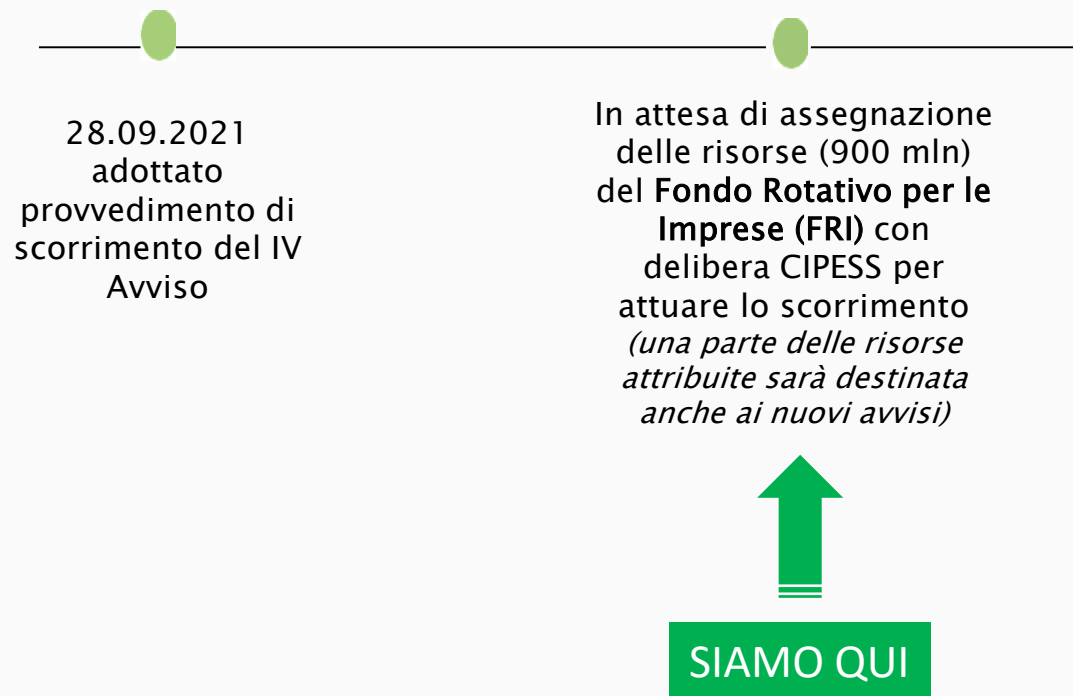 28.09.2021
adottato
provvedimento di
scorrimento del IV
Avviso
In attesa di assegnazione
delle risorse (900 mln)
del Fondo Rotativo per le
Imprese (FRI) con
delibera CIPESS per
attuare lo scorrimento
(una parte delle risorse
attribuite sarà destinata
anche ai nuovi avvisi)
SIAMO QUI